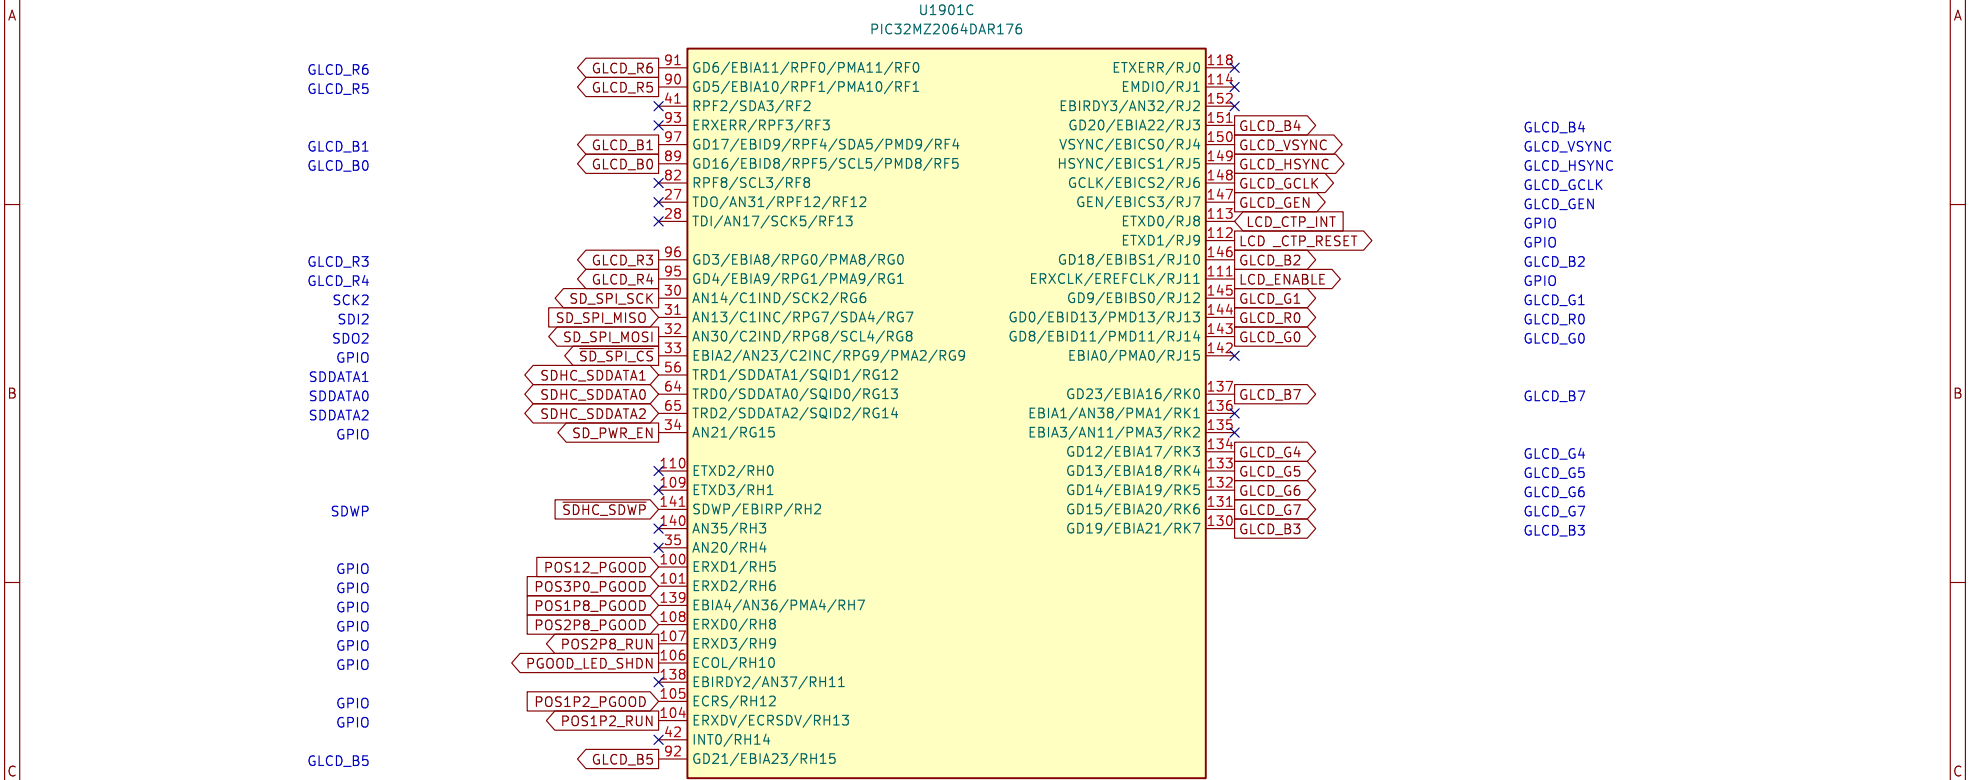 U1901C
PIC32MZ2064DAR176
A A
GLCD_R6 GLCD_R6 91 GD6/EBIA11/RPF0/PMA11/RF0 ETXERR/RJ0 118
GLCD_R5 GLCD_R5 90 GD5/EBIA10/RPF1/PMA10/RF1 EMDIO/RJ1 114
41 RPF2/SDA3/RF2 EBIRDY3/AN32/RJ2 152
93 ERXERR/RPF3/RF3 GD20/EBIA22/RJ3 151 GLCD_B4 GLCD_B4
GLCD_B1 GLCD_B1 97 GD17/EBID9/RPF4/SDA5/PMD9/RF4 VSYNC/EBICS0/RJ4 150 GLCD_VSYNC GLCD_VSYNC
GLCD_B0 GLCD_B0 89 GD16/EBID8/RPF5/SCL5/PMD8/RF5 HSYNC/EBICS1/RJ5 149 GLCD_HSYNC GLCD_HSYNC
82 RPF8/SCL3/RF8 GCLK/EBICS2/RJ6 148 GLCD_GCLK GLCD_GCLK
27 TDO/AN31/RPF12/RF12 GEN/EBICS3/RJ7 147 GLCD_GEN GLCD_GEN
28 TDI/AN17/SCK5/RF13 ETXD0/RJ8 113 LCD_CTP_INT GPIO
ETXD1/RJ9 112 LCD _CTP_RESET GPIO
GLCD_R3 GLCD_R3 96 GD3/EBIA8/RPG0/PMA8/RG0 GD18/EBIBS1/RJ10 146 GLCD_B2 GLCD_B2
GLCD_R4 GLCD_R4 95 GD4/EBIA9/RPG1/PMA9/RG1 ERXCLK/EREFCLK/RJ11 111 LCD_ENABLE GPIO
SCK2 SD_SPI_SCK 30 AN14/C1IND/SCK2/RG6 GD9/EBIBS0/RJ12 145 GLCD_G1 GLCD_G1
SDI2 SD_SPI_MISO 31 AN13/C1INC/RPG7/SDA4/RG7 GD0/EBID13/PMD13/RJ13 144 GLCD_R0 GLCD_R0
SDO2 SD_SPI_MOSI 32 AN30/C2IND/RPG8/SCL4/RG8 GD8/EBID11/PMD11/RJ14 143 GLCD_G0 GLCD_G0
GPIO SD_SPI_CS 33 EBIA2/AN23/C2INC/RPG9/PMA2/RG9 EBIA0/PMA0/RJ15 142
SDDATA1 SDHC_SDDATA1 56 TRD1/SDDATA1/SQID1/RG12
B SDDATA0 SDHC_SDDATA0 64 TRD0/SDDATA0/SQID0/RG13 GD23/EBIA16/RK0 137 GLCD_B7 GLCD_B7 B
SDDATA2 SDHC_SDDATA2 65 TRD2/SDDATA2/SQID2/RG14 EBIA1/AN38/PMA1/RK1 136
GPIO SD_PWR_EN 34 AN21/RG15 EBIA3/AN11/PMA3/RK2 135
GD12/EBIA17/RK3 134 GLCD_G4 GLCD_G4
110 ETXD2/RH0 GD13/EBIA18/RK4 133 GLCD_G5 GLCD_G5
109 ETXD3/RH1 GD14/EBIA19/RK5 132 GLCD_G6 GLCD_G6
SDWP SDHC_SDWP 141 SDWP/EBIRP/RH2 GD15/EBIA20/RK6 131 GLCD_G7 GLCD_G7
140 AN35/RH3 GD19/EBIA21/RK7 130 GLCD_B3 GLCD_B3
35 AN20/RH4
GPIO POS12_PGOOD 100 ERXD1/RH5
GPIO POS3P0_PGOOD 101 ERXD2/RH6
GPIO POS1P8_PGOOD 139 EBIA4/AN36/PMA4/RH7
GPIO POS2P8_PGOOD 108 ERXD0/RH8
GPIO POS2P8_RUN 107 ERXD3/RH9
GPIO PGOOD_LED_SHDN 106 ECOL/RH10
138 EBIRDY2/AN37/RH11
GPIO POS1P2_PGOOD 105 ECRS/RH12
GPIO POS1P2_RUN 104 ERXDV/ECRSDV/RH13
42 INT0/RH14
GLCD_B5 GLCD_B5 92 GD21/EBIA23/RH15
C C